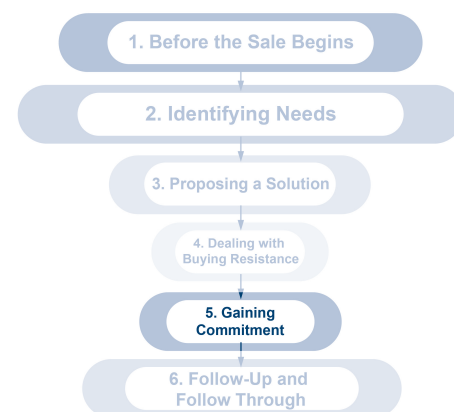 1. Before the Sale Begins
2. Identifying Needs
3. Proposing a Solution
4. Dealing with
Buying Resistance
5. Gaining
Commitment
6. Follow-Up and
Follow Through